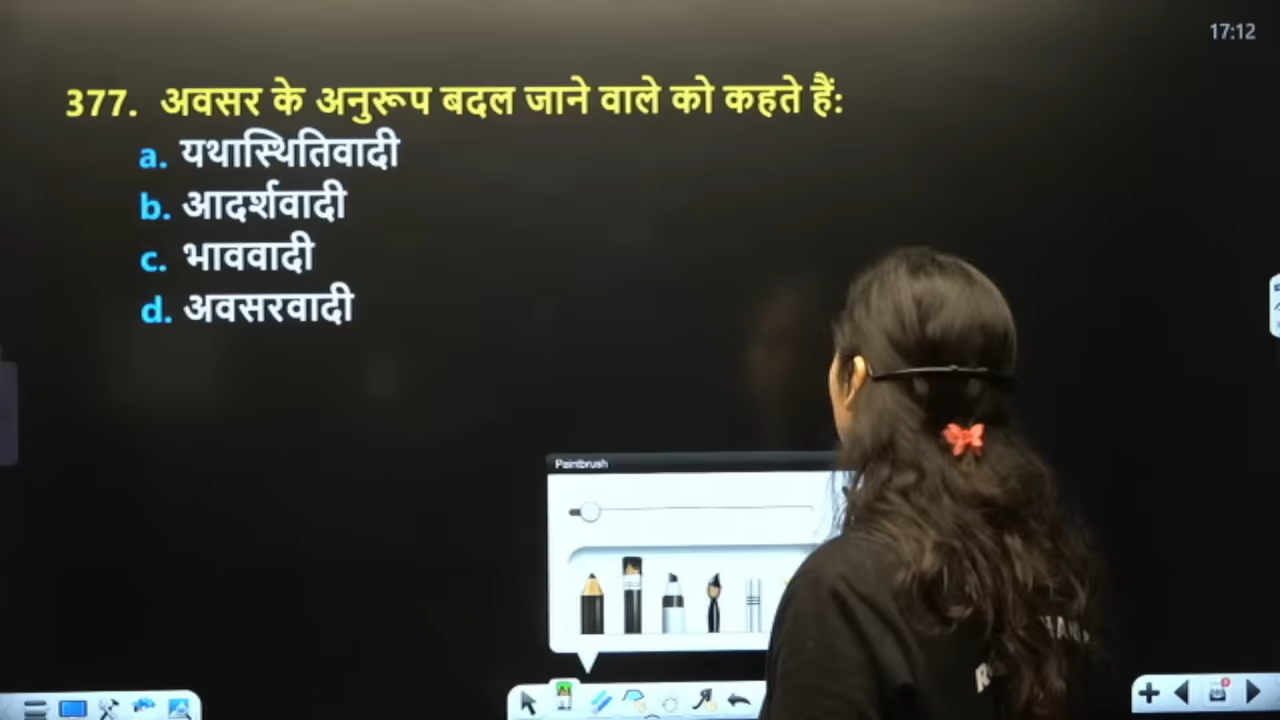 17:12
377. अवसर के अनुरूप बदल जाने वाले को कहते हैं:
a. यथास्थितिवादी
b. आदर्शवादी
c. भाववादी
d. अवसरवादी
Paintbrush